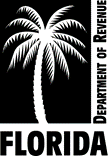 DEPARTMENT OF REVENUE
FLORIDA